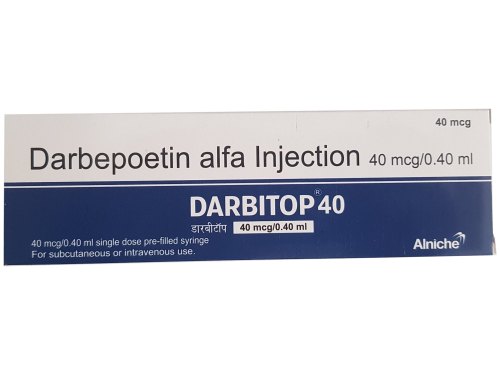 40 mcg
Darbepoetin alfa Injection 40 mcg/0.40 ml
DARBITOP® 40
डारबीटॉप 40 mcg/0.40 ml
40 mcg/0.40 ml single dose pre-filled syringe
For subcutaneous or intravenous use.
Alniche